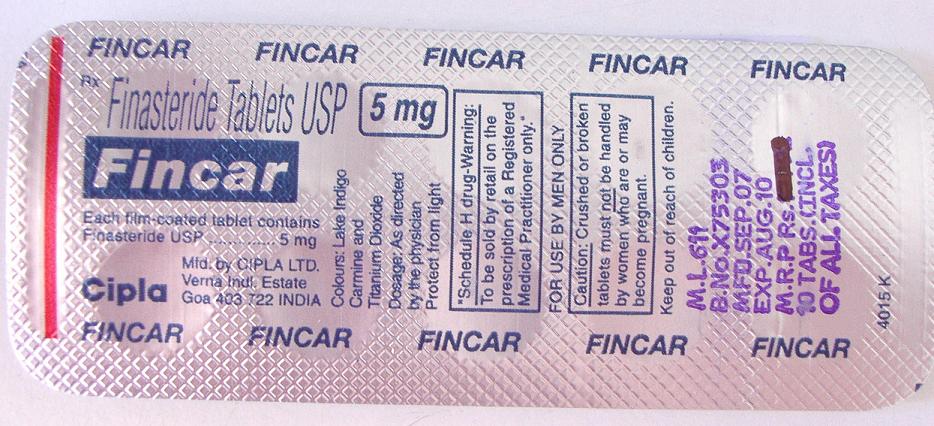 FINCAR FINCAR FINCAR FINCAR FINCAR
Rx Finasteride Tablets USP 5 mg
Fincar
Each film-coated tablet contains
Finasteride USP .............. 5 mg
Cipla
Mfd. by CIPLA LTD.
Verna Indl. Estate
Goa 403 722 INDIA
Colours: Lake Indigo
Carmine and
Titanium Dioxide
Dosage: As directed
by the physician
Protect from light
"Schedule H drug-Warning:
To be sold by retail on the
prescription of a Registered
Medical Practitioner only."
FOR USE BY MEN ONLY
Caution: Crushed or broken
tablets must not be handled
by women who are or may
become pregnant.
Keep out of reach of children.
M.L.619
B.No.X75303
MFD.SEP.07
EXP.AUG.10
M.R.P Rs.
10 TABS.(INCL.
OF ALL TAXES)
4015 K
FINCAR FINCAR FINCAR FINCAR FINCAR